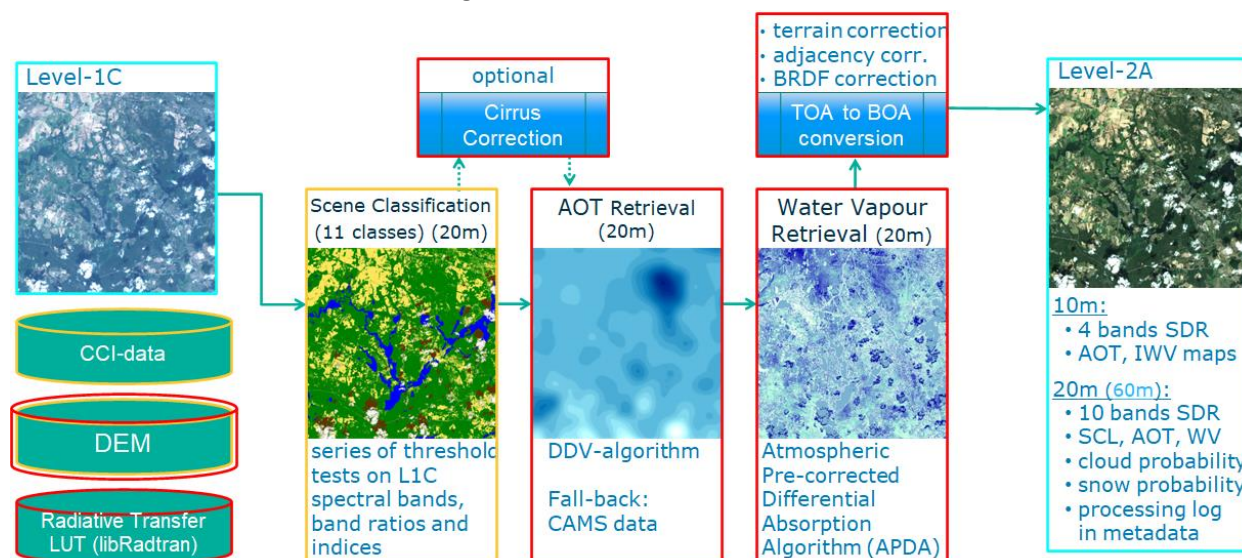 Level-1C
CCI-data
DEM
Radiative Transfer
LUT (libRadtran)
optional
Cirrus
Correction
Scene Classification
(11 classes) (20m)
series of threshold
tests on L1C
spectral bands,
band ratios and
indices
AOT Retrieval
(20m)
DDV-algorithm
Fall-back:
CAMS data
• terrain correction
• adjacency corr.
• BRDF correction
TOA to BOA
conversion
Water Vapour
Retrieval (20m)
Atmospheric
Pre-corrected
Differential
Absorption
Algorithm (APDA)
Level-2A
10m:
• 4 bands SDR
• AOT, IWV maps
20m (60m):
• 10 bands SDR
• SCL, AOT, WV
• cloud probability
• snow probability
• processing log
in metadata